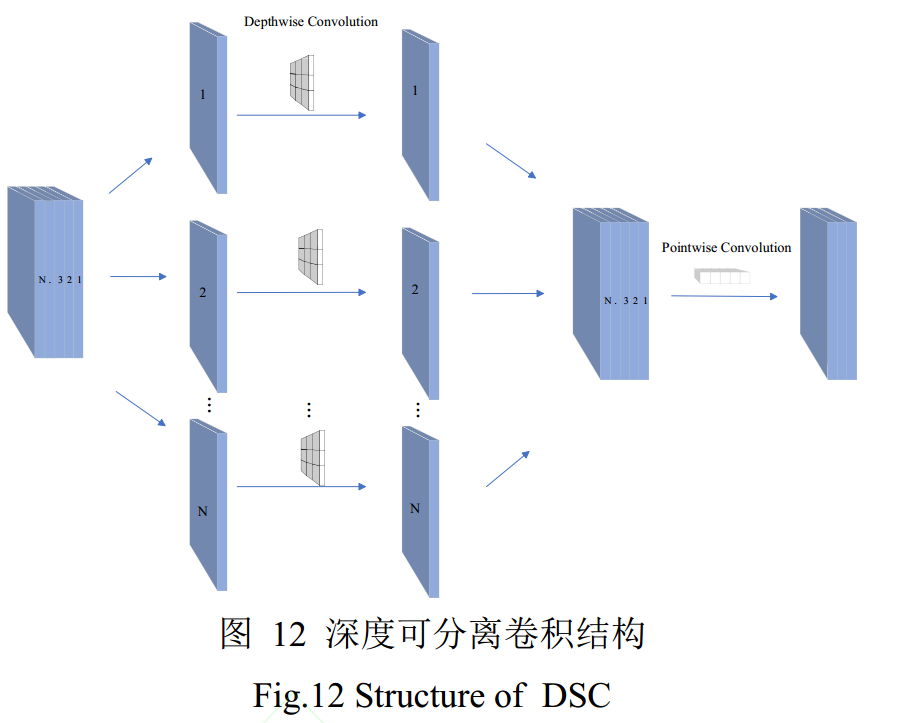 Depthwise Convolution
1
1
N. 3 2 1
2
2
N. 3 2 1
Pointwise Convolution
⋮
⋮
⋮
N
N
图 12 深度可分离卷积结构
Fig.12 Structure of DSC